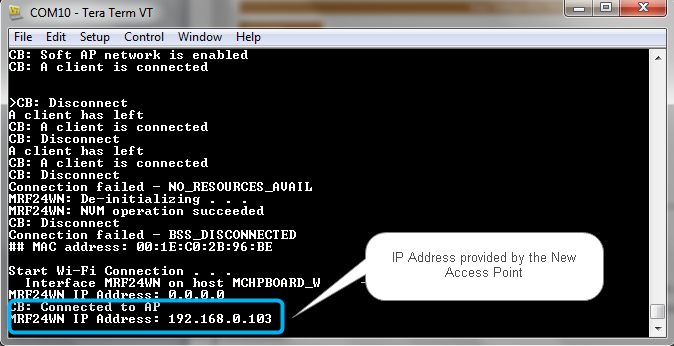 COM10 - Tera Term VT
File Edit Setup Control Window Help
CB: Soft AP network is enabled
CB: A client is connected
>CB: Disconnect
A client has left
CB: A client is connected
CB: Disconnect
A client has left
CB: A client is connected
CB: Disconnect
Connection failed - NO_RESOURCES_AVAIL
MRF24WN: De-initializing . . .
MRF24WN: NVM operation succeeded
CB: Disconnect
Connection failed - BSS_DISCONNECTED
## MAC address: 00:1E:C0:2B:96:BE
Start Wi-Fi Connection . . .
Interface MRF24WN on host MCHPBOARD_W -
MRF24WN IP Address: 0.0.0.0
CB: Connected to AP
MRF24WN IP Address: 192.168.0.103
IP Address provided by the New
Access Point